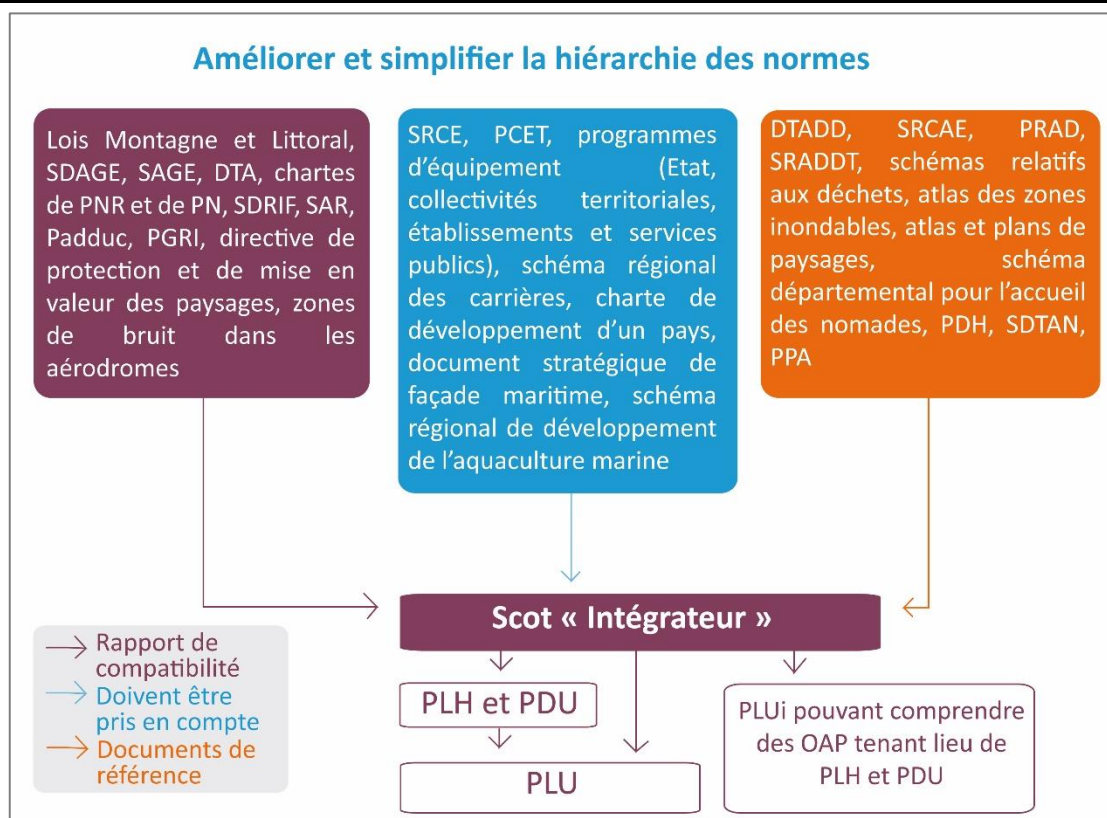 Améliorer et simplifier la hiérarchie des normes
Lois Montagne et Littoral,
SDAGE, SAGE, DTA, chartes
de PNR et de PN, SDRIF, SAR,
Padduc, PGRI, directive de
protection et de mise en
valeur des paysages, zones
de bruit dans les
aérodromes
SRCE, PCET, programmes
d’équipement (Etat,
collectivités territoriales,
établissements et services
publics), schéma régional
des carrières, charte de
développement d’un pays,
document stratégique de
façade maritime, schéma
régional de développement
de l’aquaculture marine
DTADD, SRCAE, PRAD,
SRADDT, schémas relatifs
aux déchets, atlas des zones
inondables, atlas et plans de
paysages, schéma
départemental pour l’accueil
des nomades, PDH, SDTAN,
PPA
Scot « Intégrateur »
Rapport de
compatibilité
Doivent être
pris en compte
Documents de
référence
PLH et PDU
PLU
PLUi pouvant comprendre
des OAP tenant lieu de
PLH et PDU